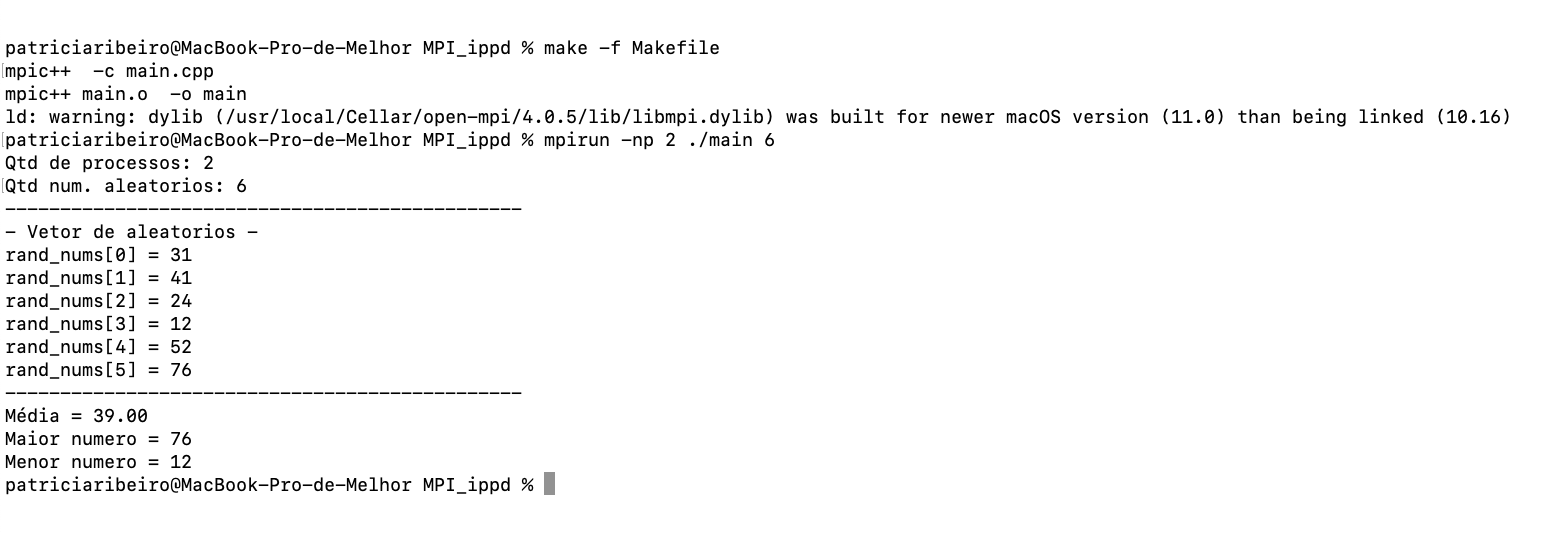 patriciaribeiro@MacBook-Pro-de-Melhor MPI_ippd % make -f Makefile
mpic++  -c main.cpp
mpic++ main.o  -o main
ld: warning: dylib (/usr/local/Cellar/open-mpi/4.0.5/lib/libmpi.dylib) was built for newer macOS version (11.0) than being linked (10.16)
patriciaribeiro@MacBook-Pro-de-Melhor MPI_ippd % mpirun -np 2 ./main 6
Qtd de processos: 2
Qtd num. aleatorios: 6
-----------------------------------------------
- Vetor de aleatorios -
rand_nums[0] = 31
rand_nums[1] = 41
rand_nums[2] = 24
rand_nums[3] = 12
rand_nums[4] = 52
rand_nums[5] = 76
-----------------------------------------------
Média = 39.00
Maior numero = 76
Menor numero = 12
patriciaribeiro@MacBook-Pro-de-Melhor MPI_ippd %